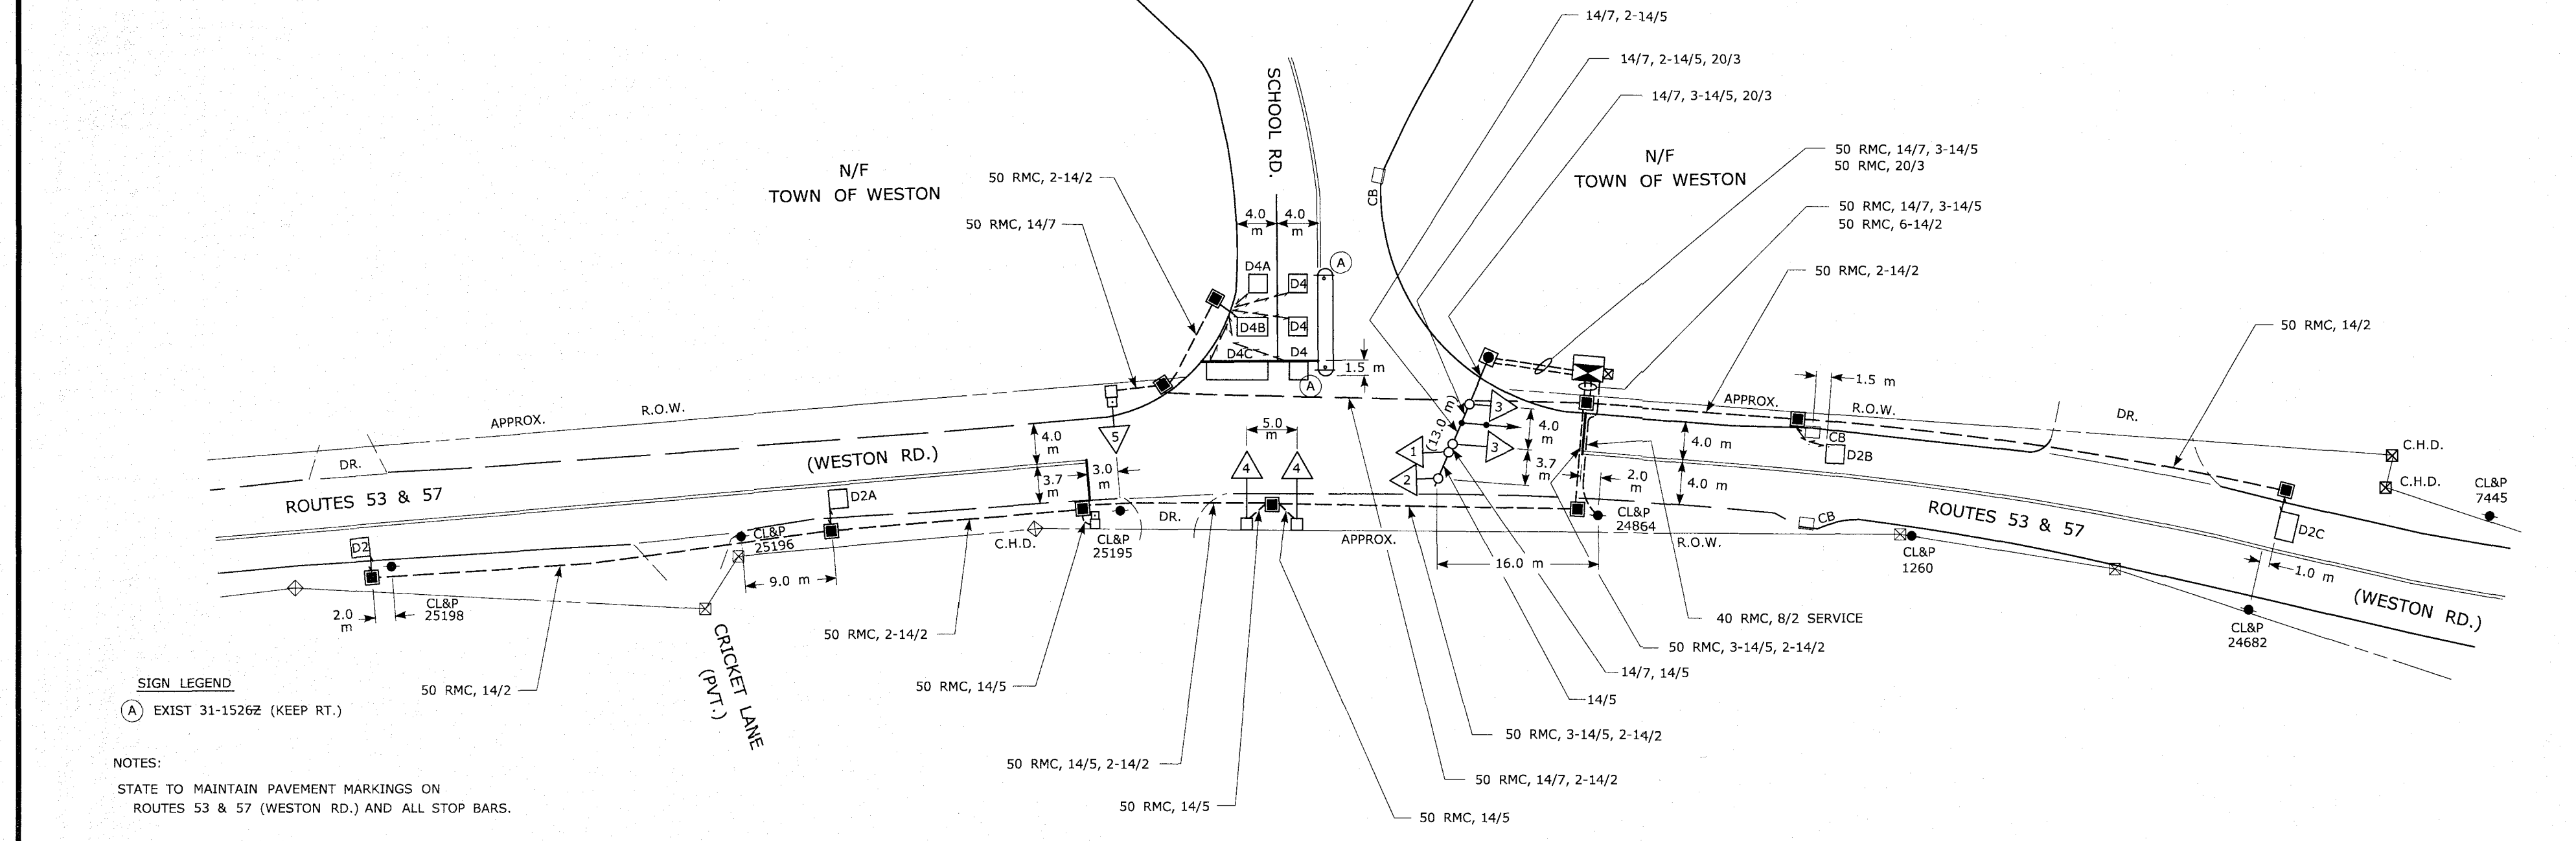 14/7, 2-14/5
14/7, 2-14/5, 20/3
14/7, 3-14/5, 20/3
SCHOOL RD.
N/F
TOWN OF WESTON
50 RMC, 2-14/2
50 RMC, 14/7
N/F
TOWN OF WESTON
50 RMC, 14/7, 3-14/5
50 RMC, 20/3
50 RMC, 14/7, 3-14/5
50 RMC, 6-14/2
50 RMC, 2-14/2
50 RMC, 14/2
CB
4.0 m
4.0 m
D4A
D4
A
D4B
D4
D4C
D4
A
1.5 m
1.5 m
APPROX.
R.O.W.
APPROX.
R.O.W.
DR.
DR.
(WESTON RD.)
ROUTES 53 & 57
4.0 m
3.7 m
3.0 m
5
5.0 m
4
4
(13.0 m)
3
3
1
2
4.0 m
3.7 m
2.0 m
4.0 m
4.0 m
CB
D2B
C.H.D.
C.H.D.
CL&P
7445
D2A
D2
CL&P
25196
9.0 m
C.H.D.
CL&P
25195
DR.
APPROX.
R.O.W.
16.0 m
CL&P
24864
CB
ROUTES 53 & 57
CL&P
1260
D2C
1.0 m
(WESTON RD.)
CL&P
24682
2.0 m
CL&P
25198
CRICKET LANE
(PVT.)
50 RMC, 2-14/2
50 RMC, 14/2
50 RMC, 14/5
40 RMC, 8/2 SERVICE
50 RMC, 3-14/5, 2-14/2
14/7, 14/5
14/5
50 RMC, 3-14/5, 2-14/2
50 RMC, 14/5, 2-14/2
50 RMC, 14/7, 2-14/2
50 RMC, 14/5
50 RMC, 14/5
SIGN LEGEND
A EXIST 31-1526Z (KEEP RT.)
NOTES:
STATE TO MAINTAIN PAVEMENT MARKINGS ON
ROUTES 53 & 57 (WESTON RD.) AND ALL STOP BARS.